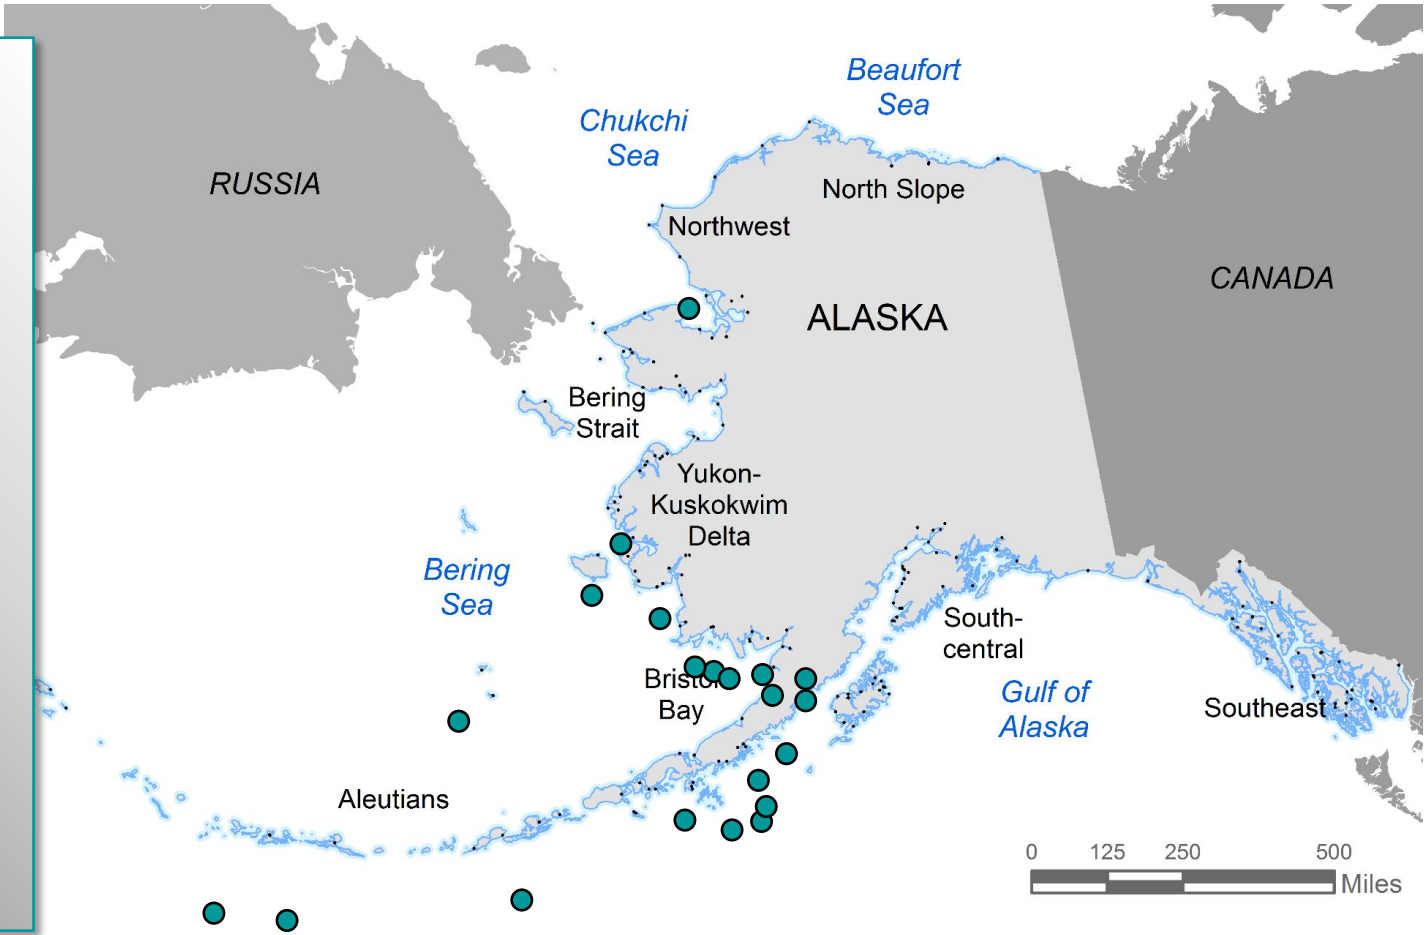 Beaufort
Sea
Chukchi
Sea
RUSSIA
North Slope
Northwest
CANADA
ALASKA
Bering
Strait
Yukon-
Kuskokwim
Delta
Bering
Sea
South-
central
Bristol
Bay
Gulf of
Alaska
Southeast
Aleutians
0 125 250 500
Miles